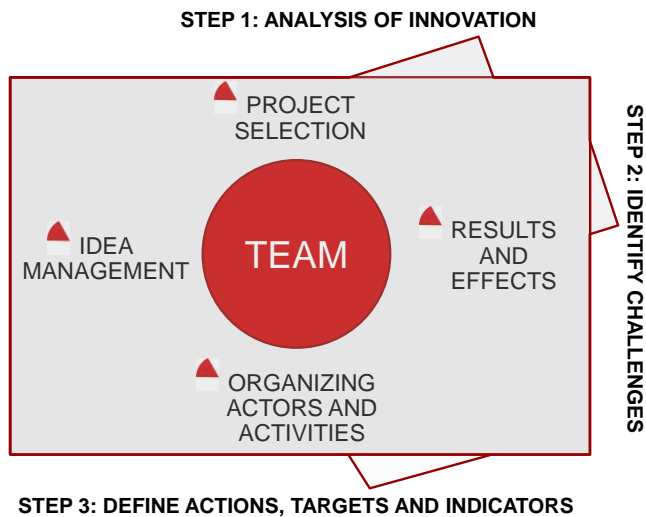 STEP 1: ANALYSIS OF INNOVATION
PROJECT
SELECTION
STEP 2: IDENTIFY CHALLENGES
IDEA
MANAGEMENT
TEAM
RESULTS
AND
EFFECTS
ORGANIZING
ACTORS AND
ACTIVITIES
STEP 3: DEFINE ACTIONS, TARGETS AND INDICATORS